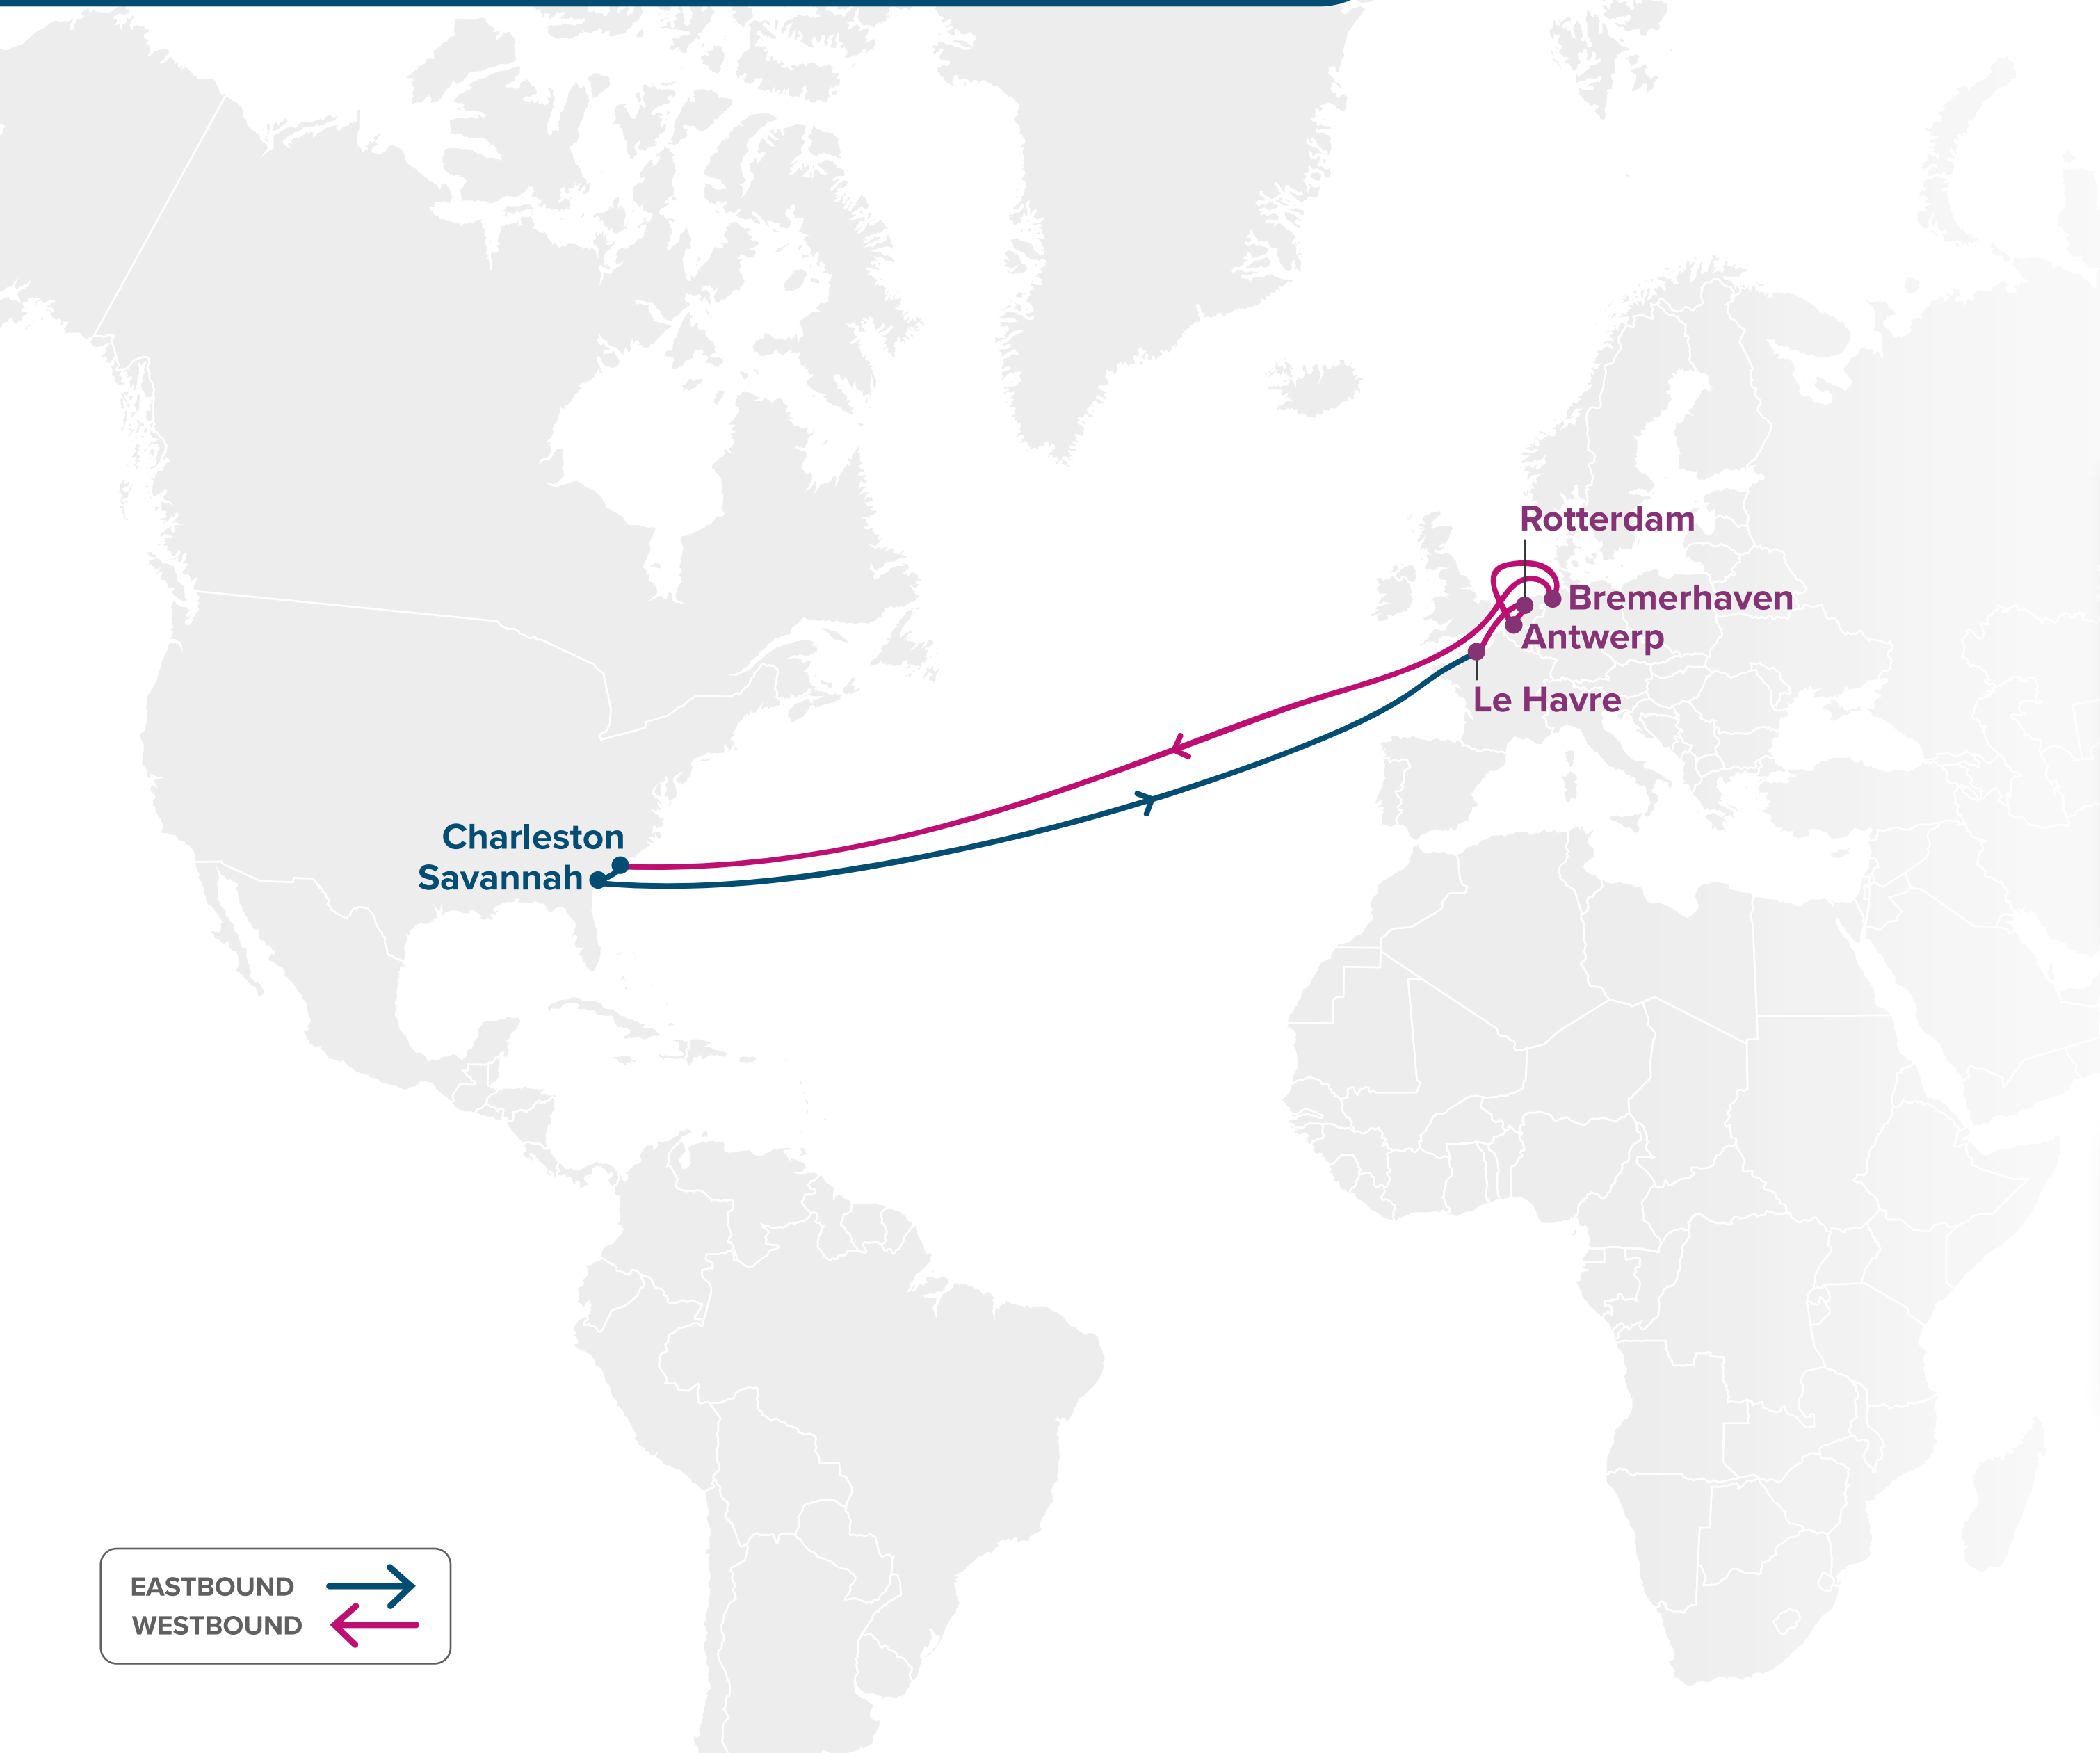 Rotterdam
Bremerhaven
Antwerp
Le Havre
Charleston
Savannah
EASTBOUND
WESTBOUND